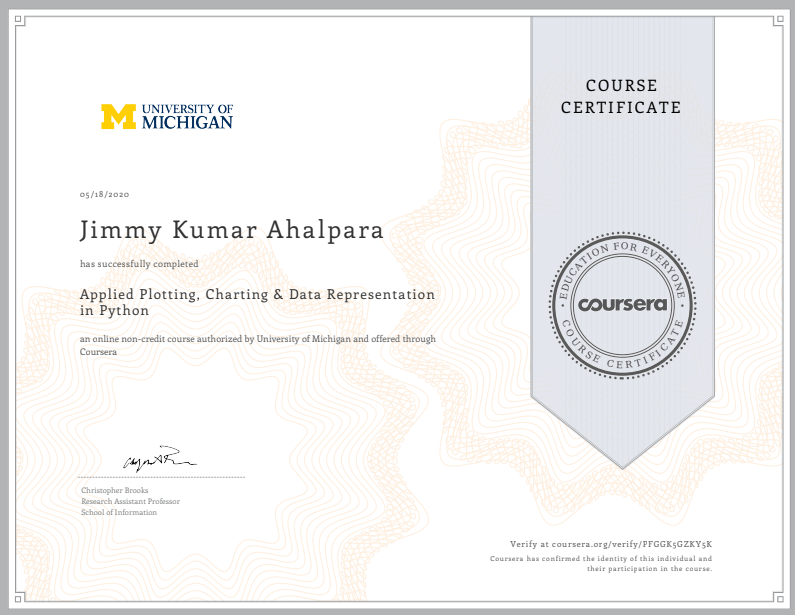 UNIVERSITY OF
MICHIGAN
COURSE
CERTIFICATE
05/18/2020
Jimmy Kumar Ahalpara
has successfully completed
Applied Plotting, Charting & Data Representation
in Python
an online non-credit course authorized by University of Michigan and offered through
Coursera
EDUCATION FOR EVERYONE
coursera
COURSE CERTIFICATE
Christopher Brooks
Research Assistant Professor
School of Information
Verify at coursera.org/verify/PFGGK5GZKY5K
Coursera has confirmed the identity of this individual and
their participation in the course.